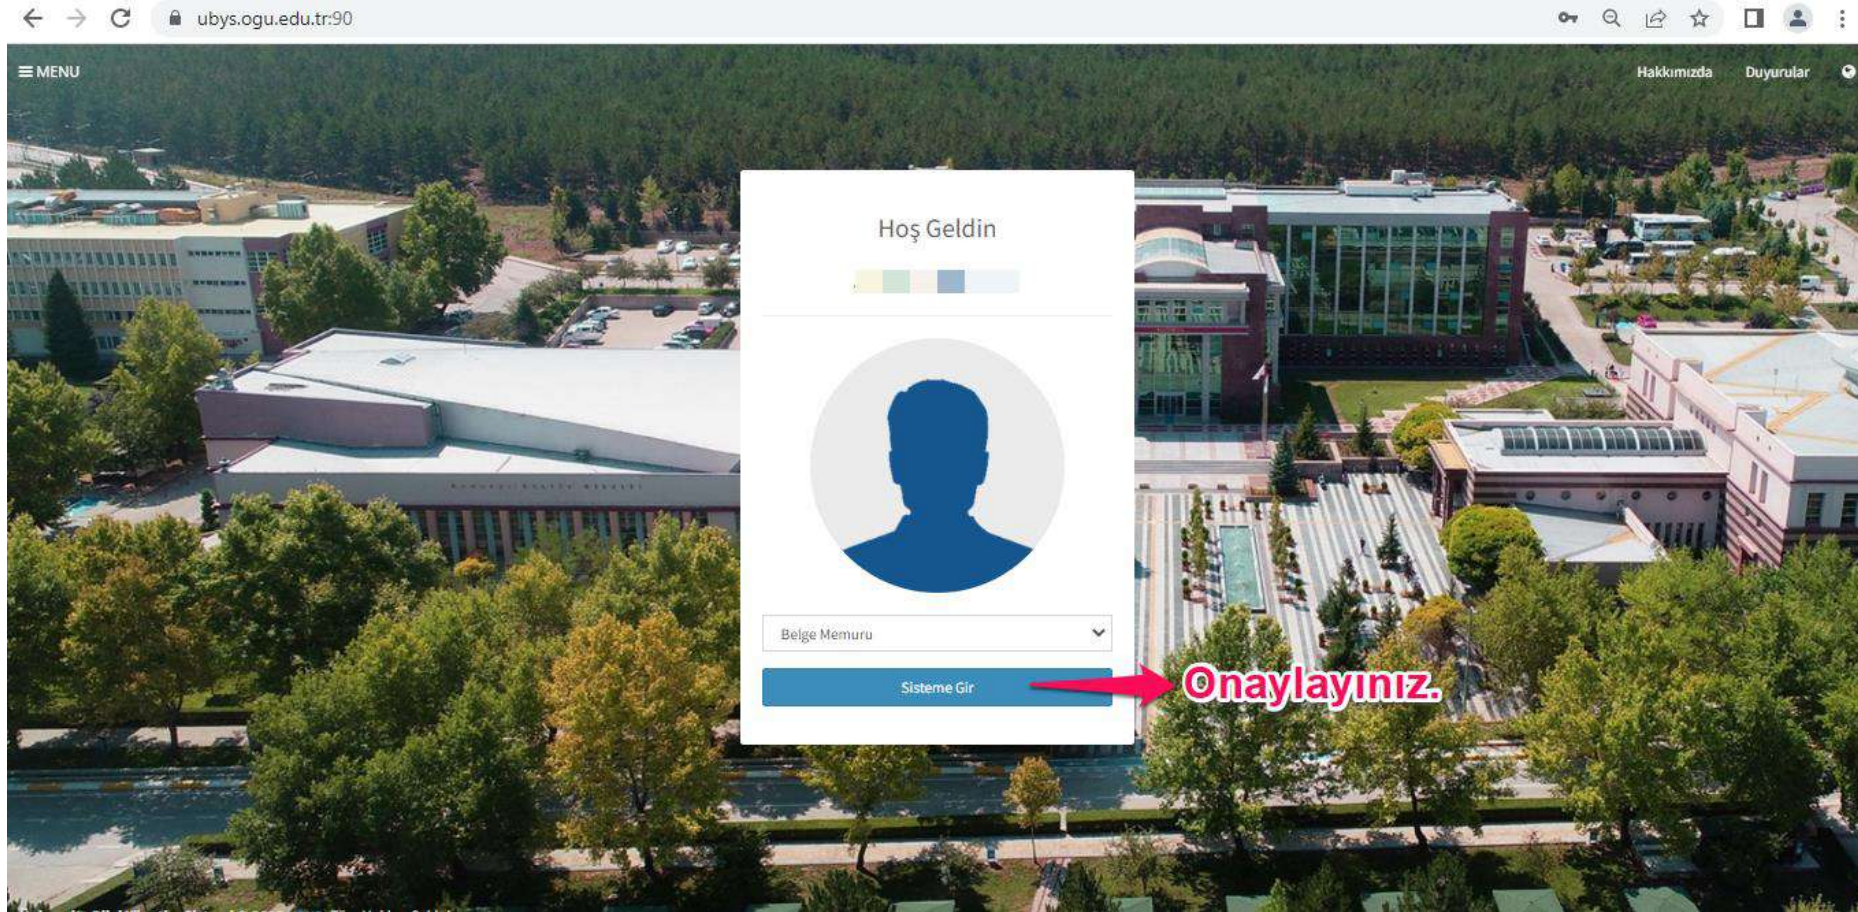 ubys.ogu.edu.tr:90
MENU
Hakkımızda Duyurular
Hoş Geldin
Belge Memuru
Sisteme Gir
Onaylayınız.